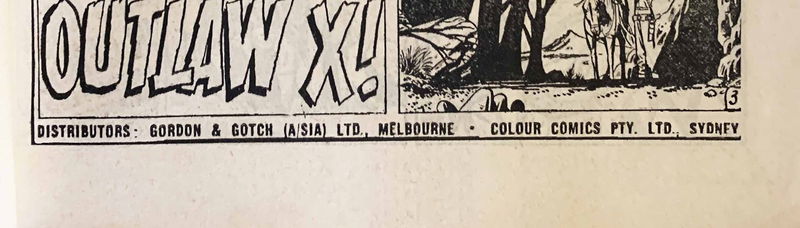 OUTLAW X!
3
DISTRIBUTORS: GORDON & GOTCH (A/SIA) LTD., MELBOURNE • COLOUR COMICS PTY. LTD., SYDNEY